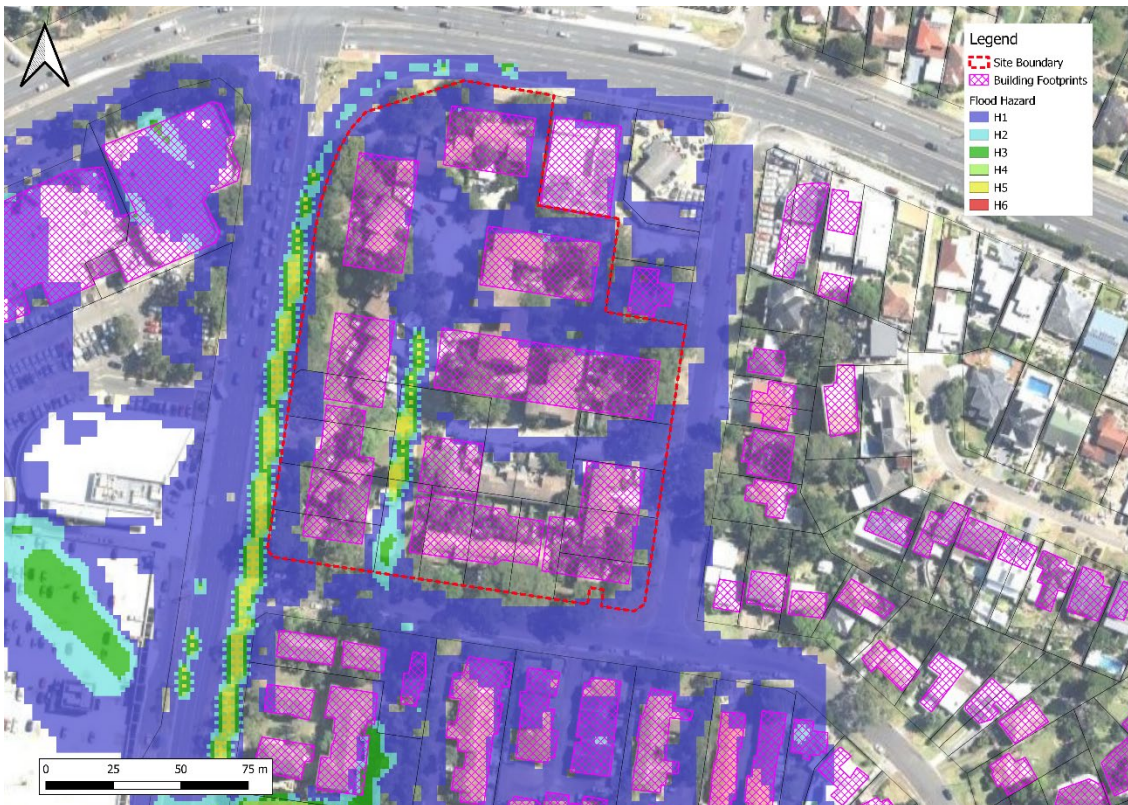 Legend
Site Boundary
Building Footprints
Flood Hazard
H1
H2
H3
H4
H5
H6
0 25 50 75 m